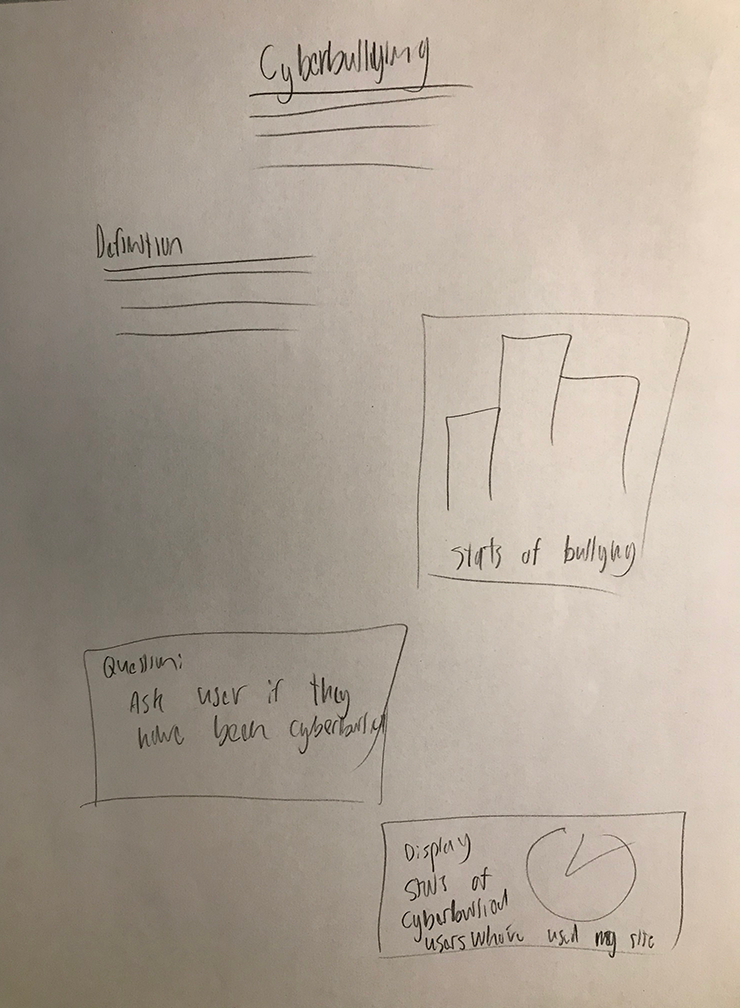 Cyberbullying
Definition
Stats of bullying
Question:
Ask user if they
have been cyberbullyed
Display
stats of
cyberbullied
users who've used my site